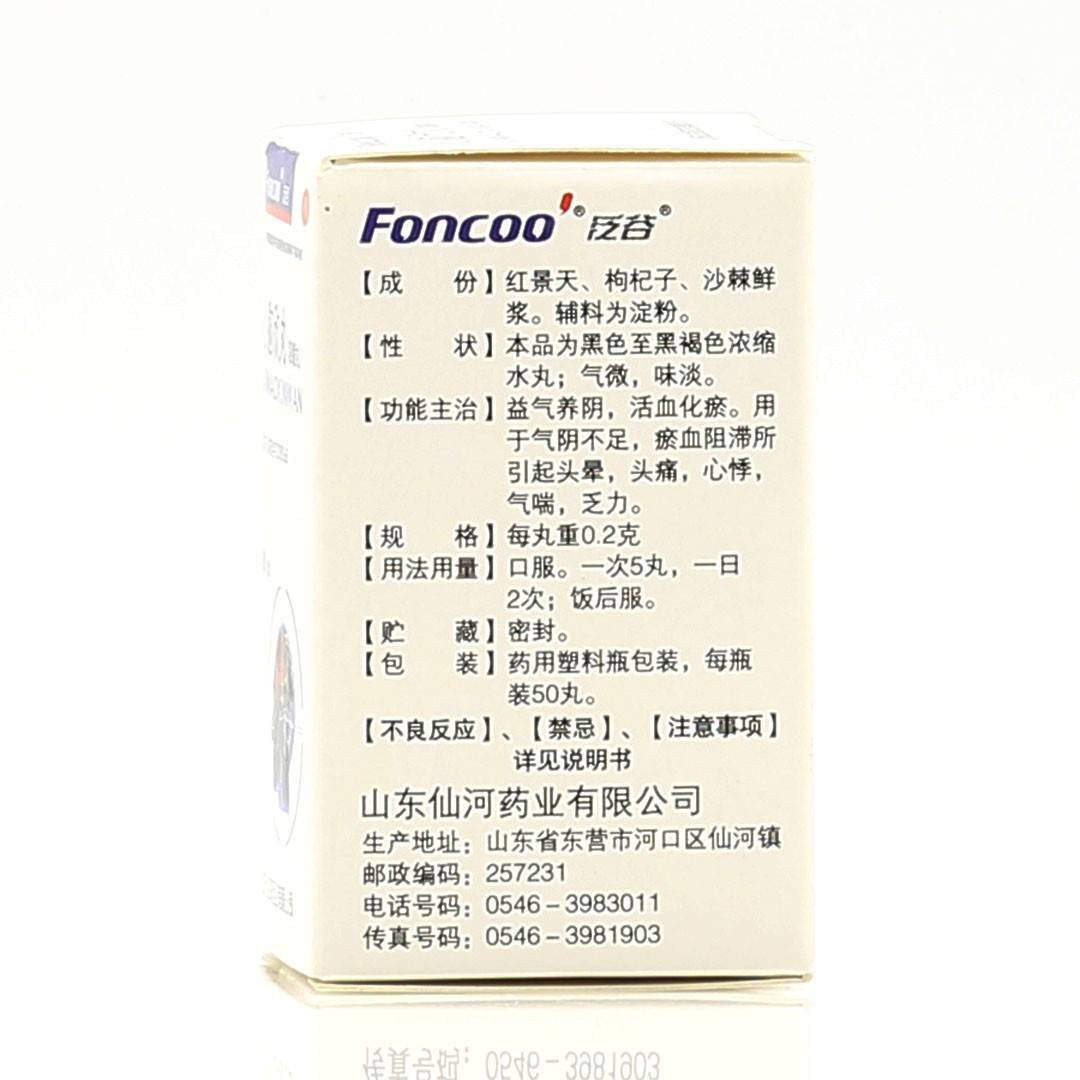 Foncoo'® 泛谷®
【成 份】红景天、枸杞子、沙棘鲜
浆。辅料为淀粉。
【性 状】本品为黑色至黑褐色浓缩
水丸；气微，味淡。
【功能主治】益气养阴，活血化瘀。用
于气阴不足，瘀血阻滞所
引起头晕，头痛，心悸，
气喘，乏力。
【规 格】每丸重0.2克
【用法用量】口服。一次5丸，一日
2次；饭后服。
【贮 藏】密封。
【包 装】药用塑料瓶包装，每瓶
装50丸。
【不良反应】、【禁忌】、【注意事项】
详见说明书
山东仙河药业有限公司
生产地址：山东省东营市河口区仙河镇
邮政编码：257231
电话号码：0546－3983011
传真号码：0546－3981903